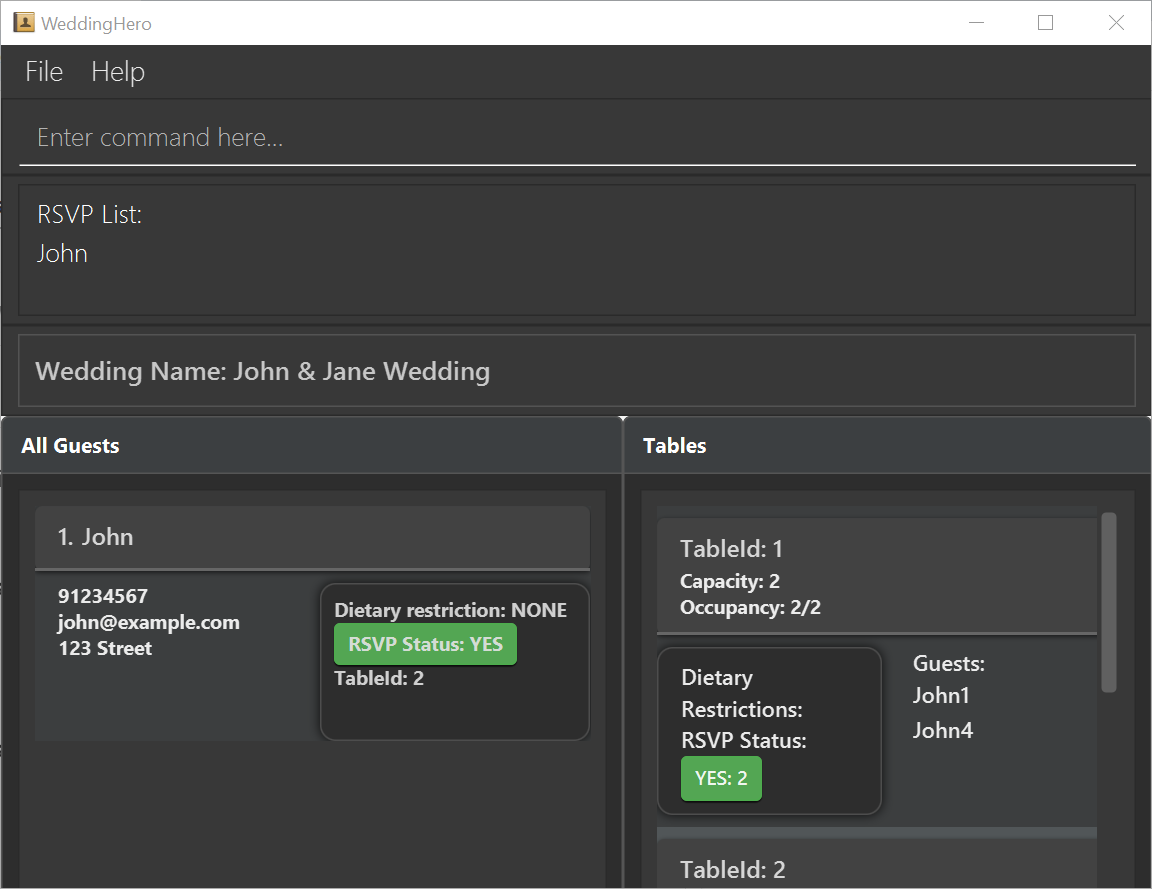 WeddingHero
File Help
Enter command here...
RSVP List:
John
Wedding Name: John & Jane Wedding
All Guests
1. John
91234567
john@example.com
123 Street
Dietary restriction: NONE
RSVP Status: YES
TableId: 2
Tables
TableId: 1
Capacity: 2
Occupancy: 2/2
Dietary
Restrictions:
RSVP Status:
YES: 2
Guests:
John1
John4
TableId: 2